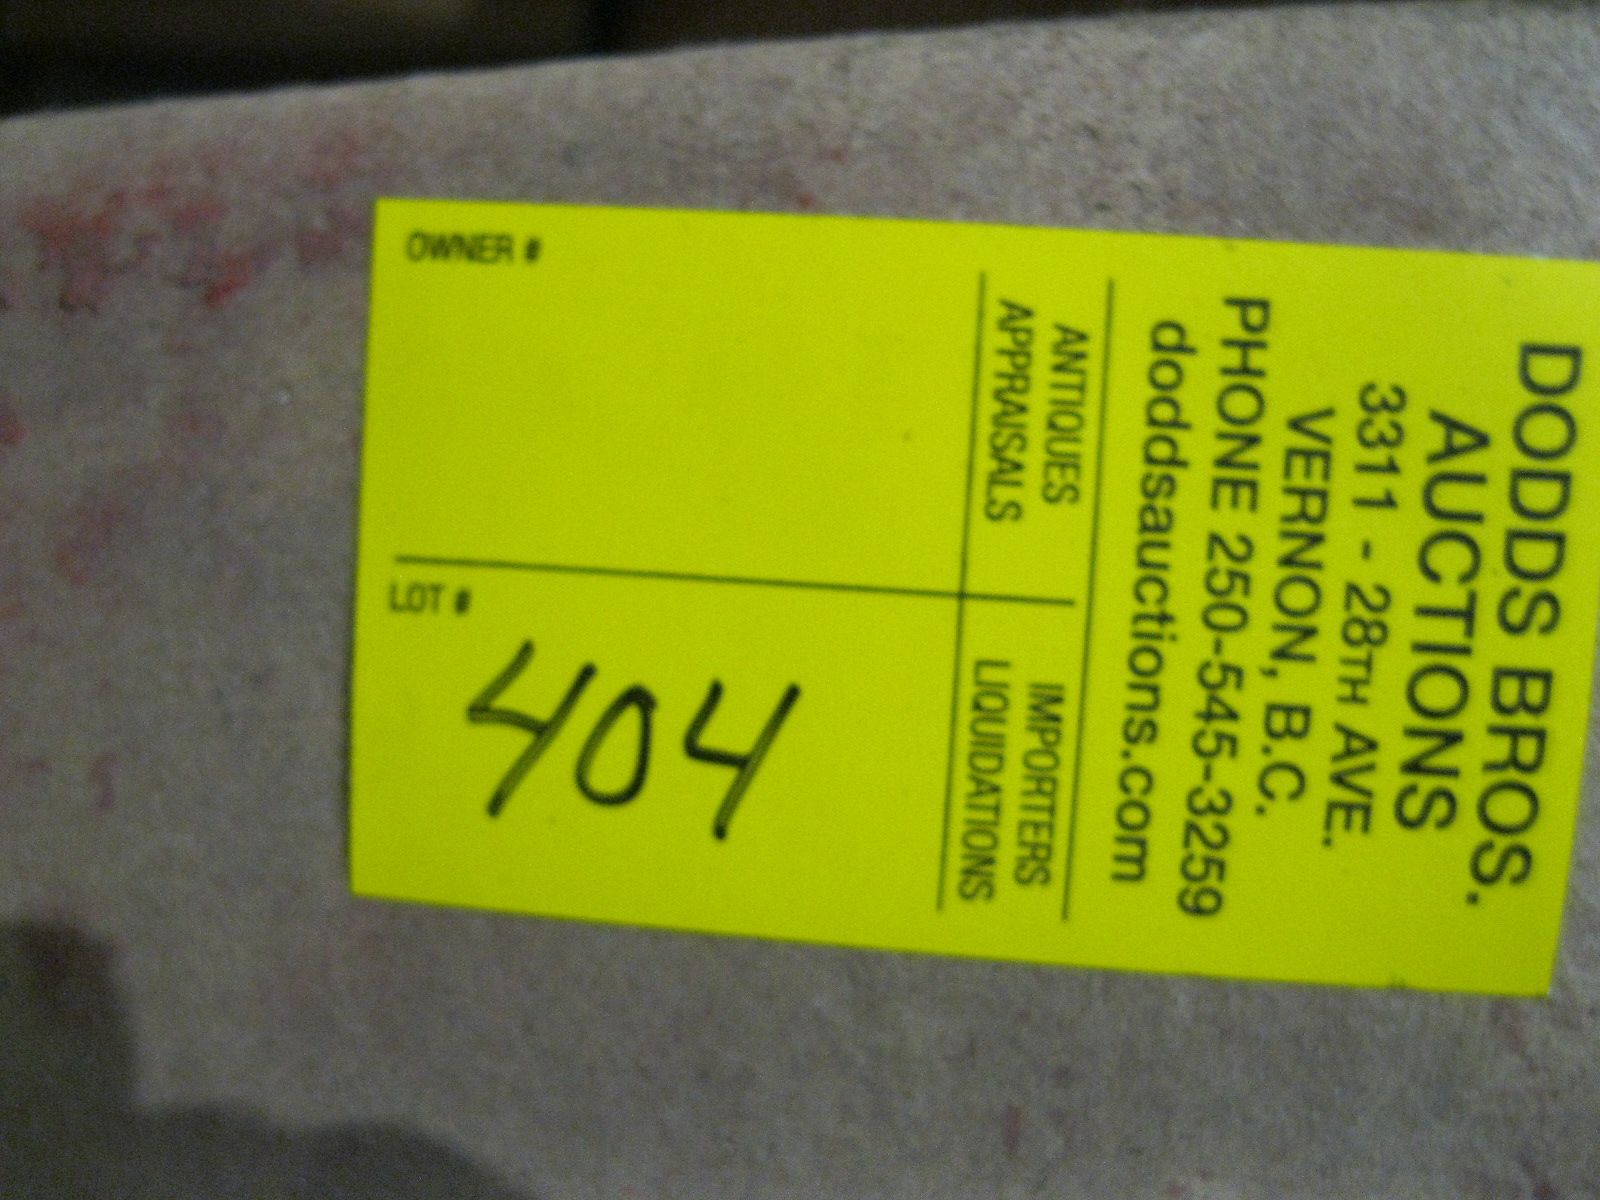 DODDS BROS.
AUCTIONS
3311 - 28TH AVE.
VERNON, B.C.
PHONE 250-545-3259
doddsauctions.com
ANTIQUES
APPRAISALS
IMPORTERS
LIQUIDATIONS
OWNER #
LOT #
404